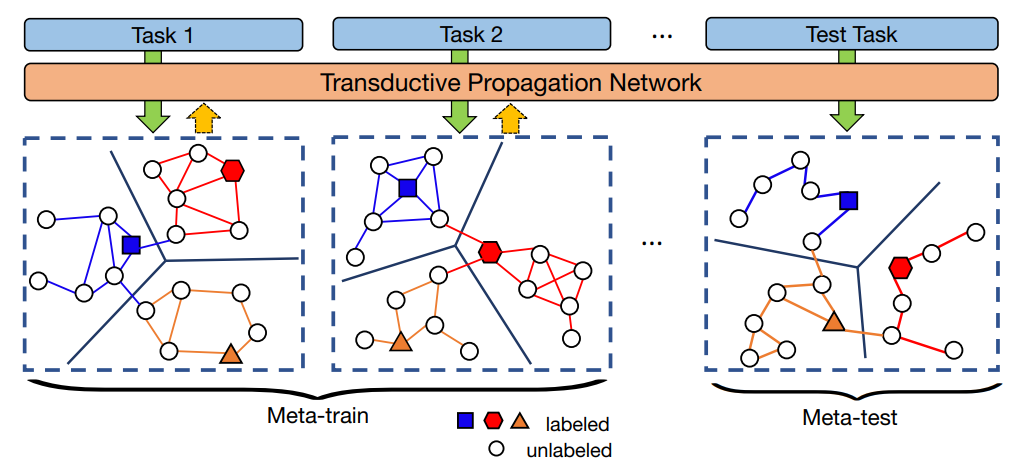 Task 1
Task 2
...
Test Task
Transductive Propagation Network
...
Meta-train
Meta-test
labeled
unlabeled